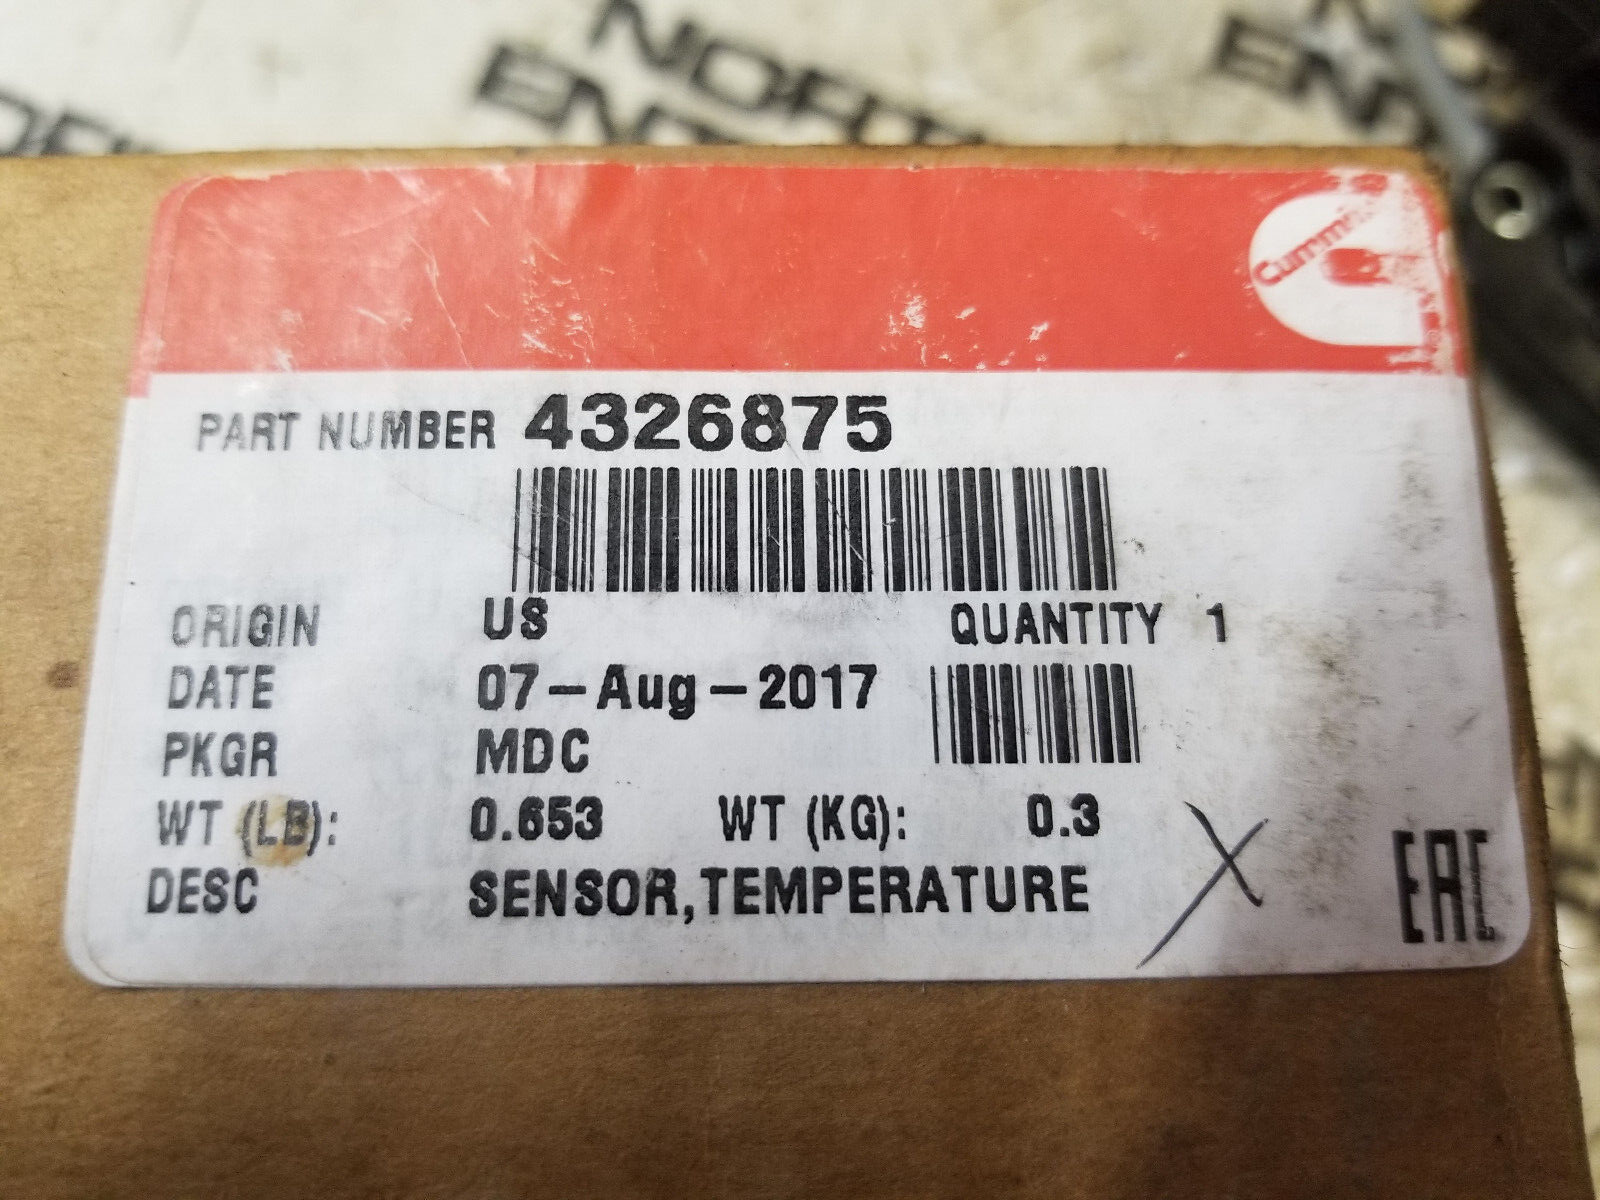 Cummins
PART NUMBER 4326875
ORIGIN US QUANTITY 1
DATE 07-Aug-2017
PKGR MDC
WT (LB): 0.653 WT (KG): 0.3
DESC SENSOR,TEMPERATURE
EAC